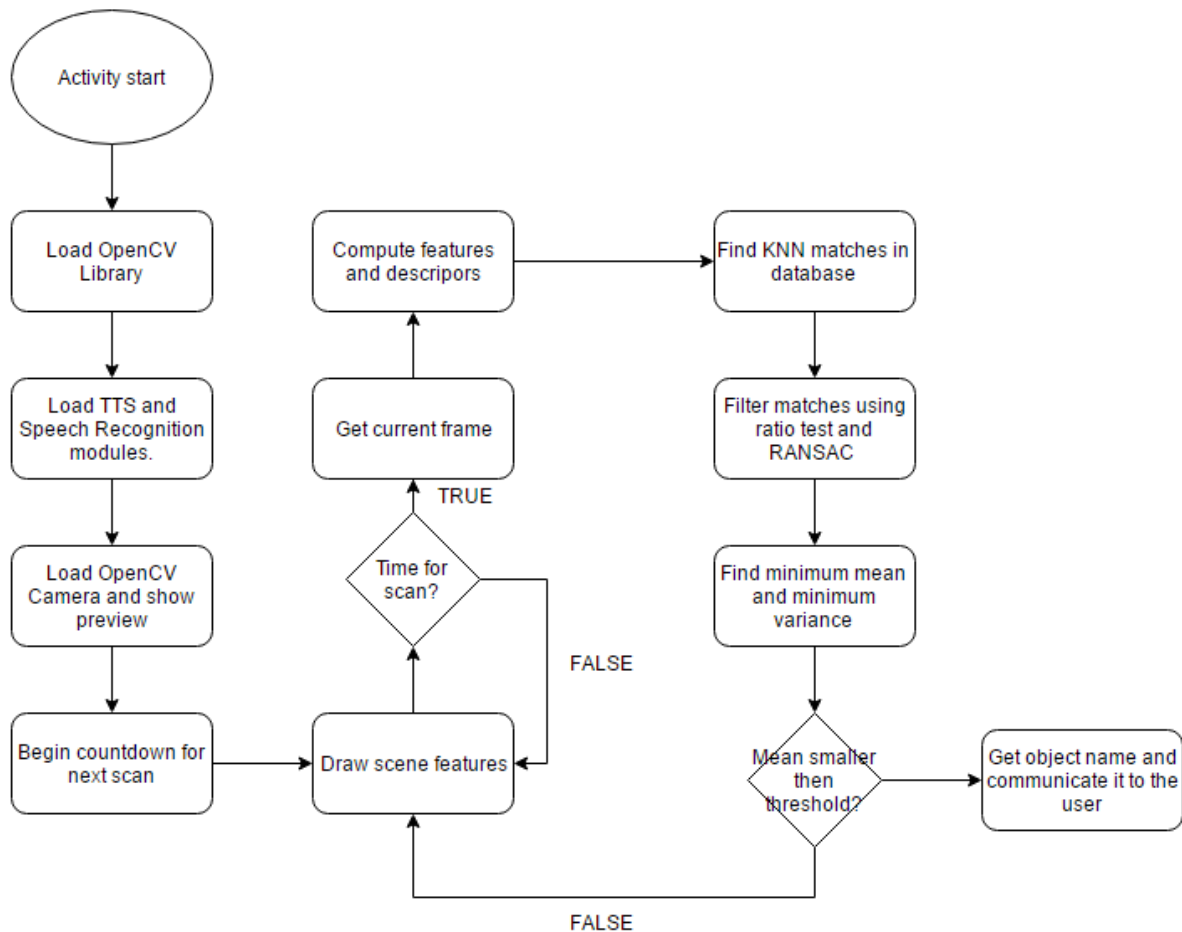 Activity start
Load OpenCV
Library
Load TTS and
Speech Recognition
modules.
Load OpenCV
Camera and show
preview
Begin countdown for
next scan
Draw scene features
Time for
scan?
FALSE
TRUE
Get current frame
Compute features
and descripors
Find KNN matches in
database
Filter matches using
ratio test and
RANSAC
Find minimum mean
and minimum
variance
Mean smaller
then
threshold?
FALSE
Get object name and
communicate it to the
user